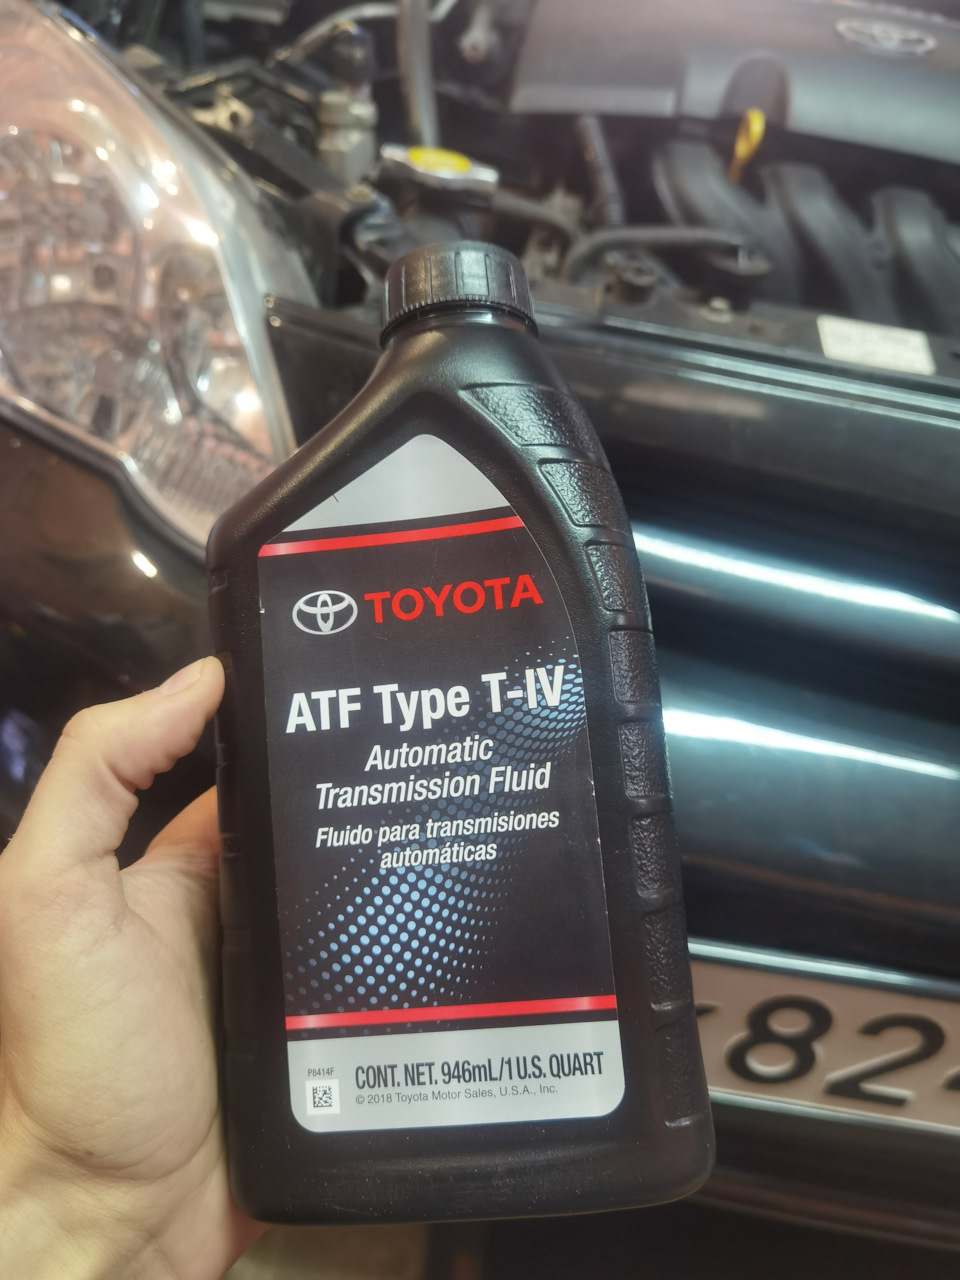 TOYOTA
ATF Type T-IV
Automatic
Transmission Fluid
Fluido para transmisiones
automáticas
P8414F
CONT. NET. 946mL/1 U.S. QUART
© 2018 Toyota Motor Sales, U.S.A., Inc.
82